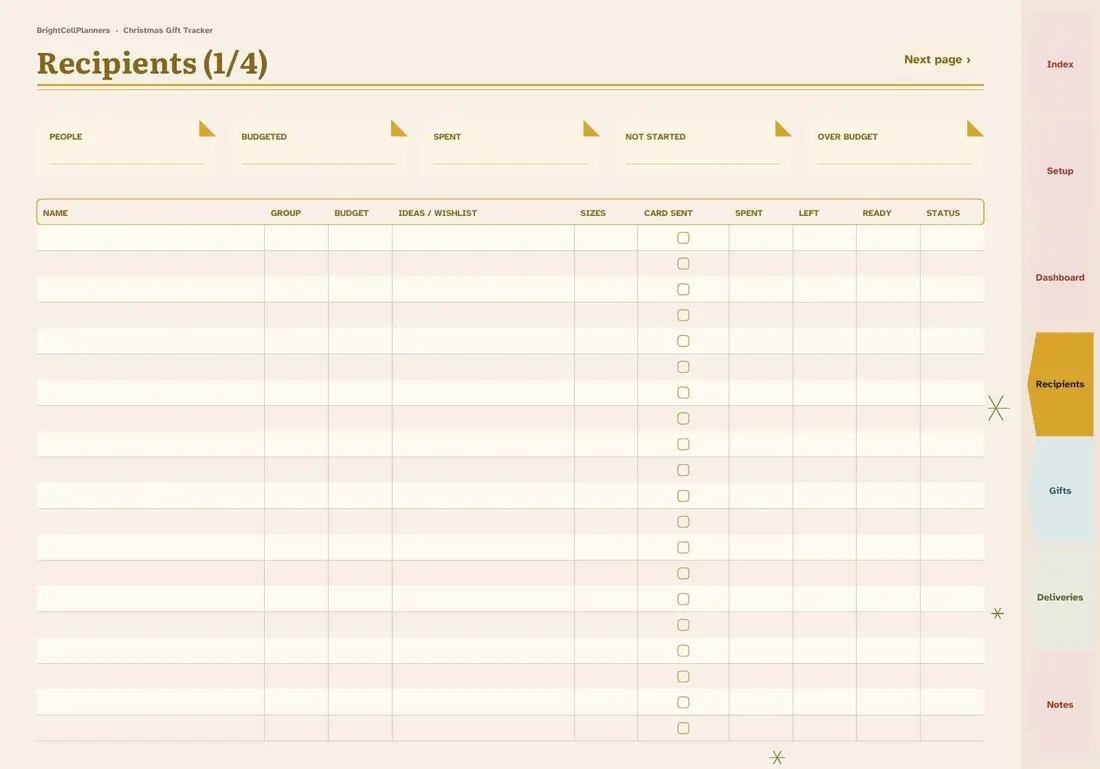 BrightCellPlanners · Christmas Gift Tracker
Recipients (1/4)
Next page ›
PEOPLE
BUDGETED
SPENT
NOT STARTED
OVER BUDGET
NAME GROUP BUDGET IDEAS / WISHLIST SIZES CARD SENT SPENT LEFT READY STATUS
Index
Setup
Dashboard
Recipients
Gifts
Deliveries
Notes